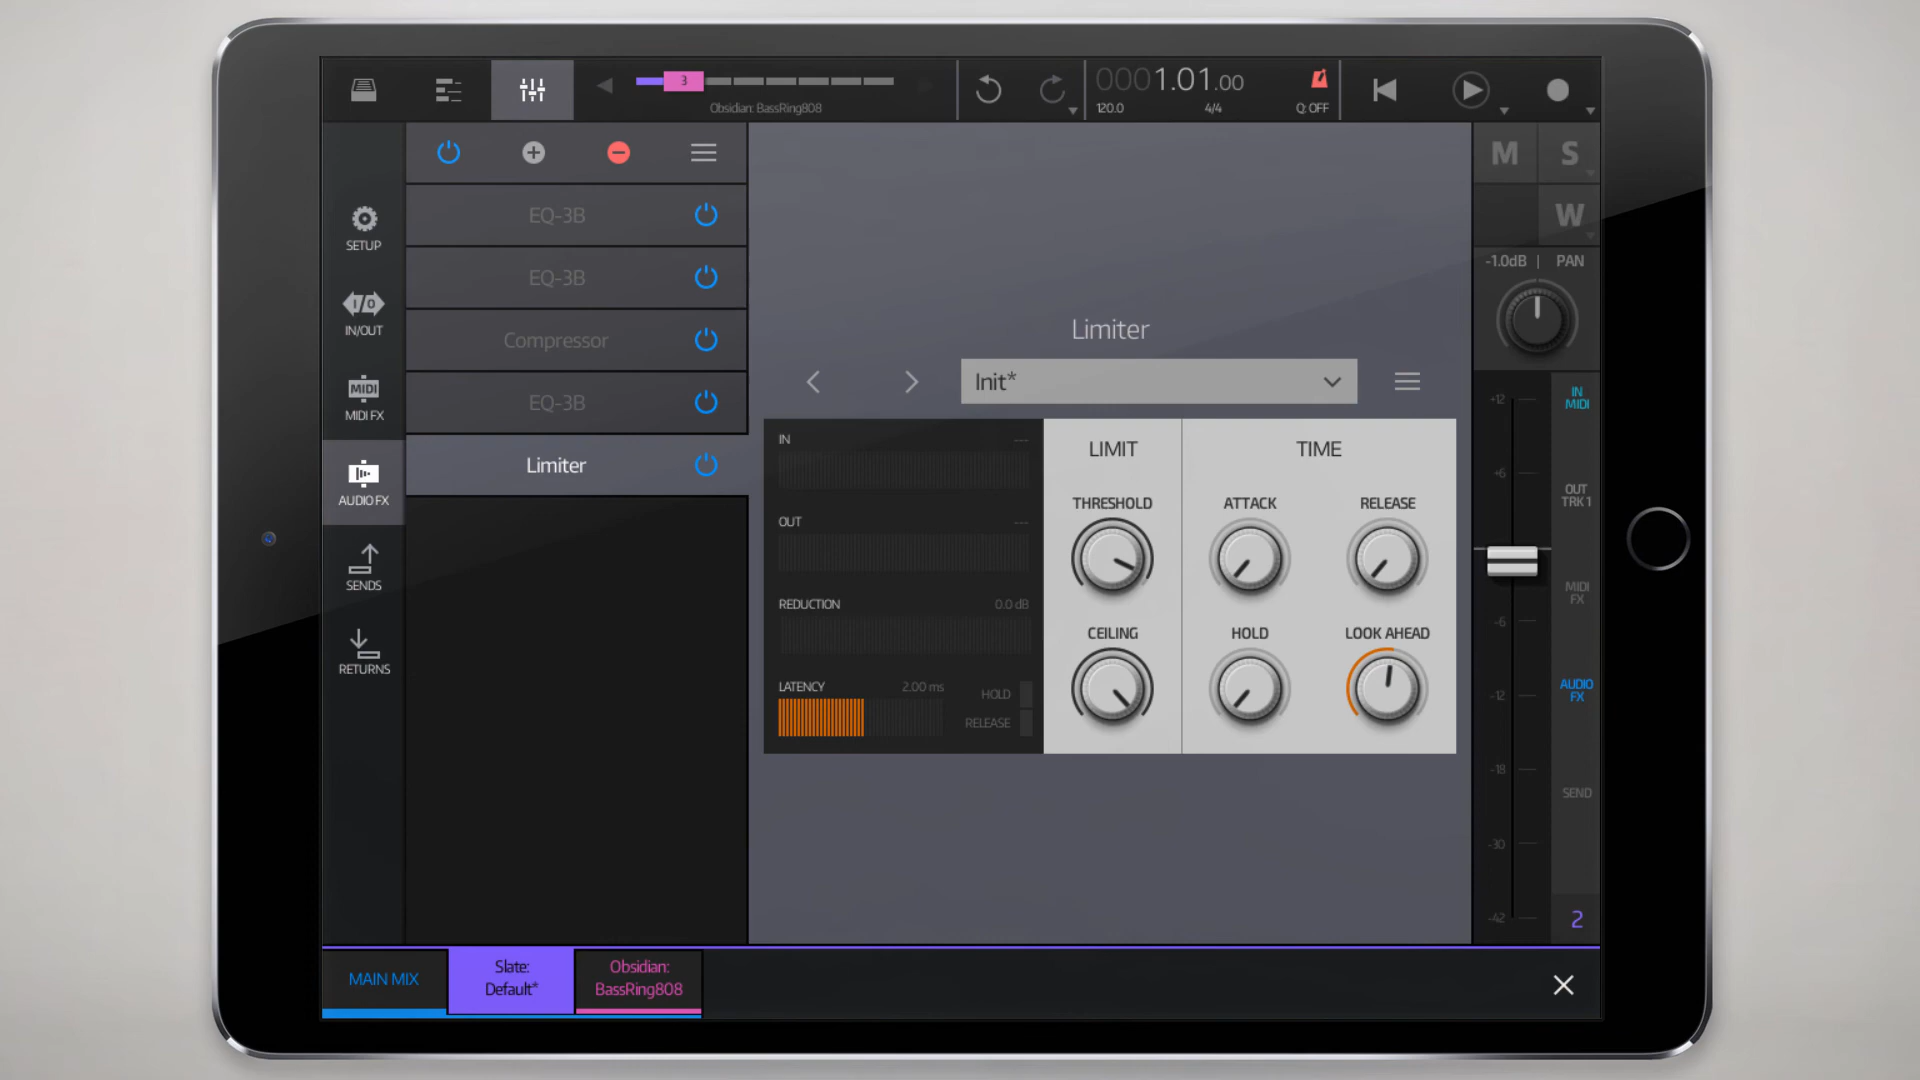 3
Obsidian: BassRing808
0001.01.00
120.0
4/4
Q: OFF
SETUP
I/O
IN/OUT
MIDI
MIDI FX
AUDIO FX
SENDS
RETURNS
EQ-3B
EQ-3B
Compressor
EQ-3B
Limiter
Limiter
Init*
IN
---
OUT
---
REDUCTION
0.0 dB
LATENCY
2.00 ms
HOLD
RELEASE
LIMIT
THRESHOLD
CEILING
TIME
ATTACK
RELEASE
HOLD
LOOK AHEAD
M
S
W
-1.0dB | PAN
+12
+6
-6
-12
-18
-30
-42
IN
MIDI
OUT
TRK 1
MIDI
FX
AUDIO
FX
SEND
2
MAIN MIX
Slate:
Default*
Obsidian:
BassRing808